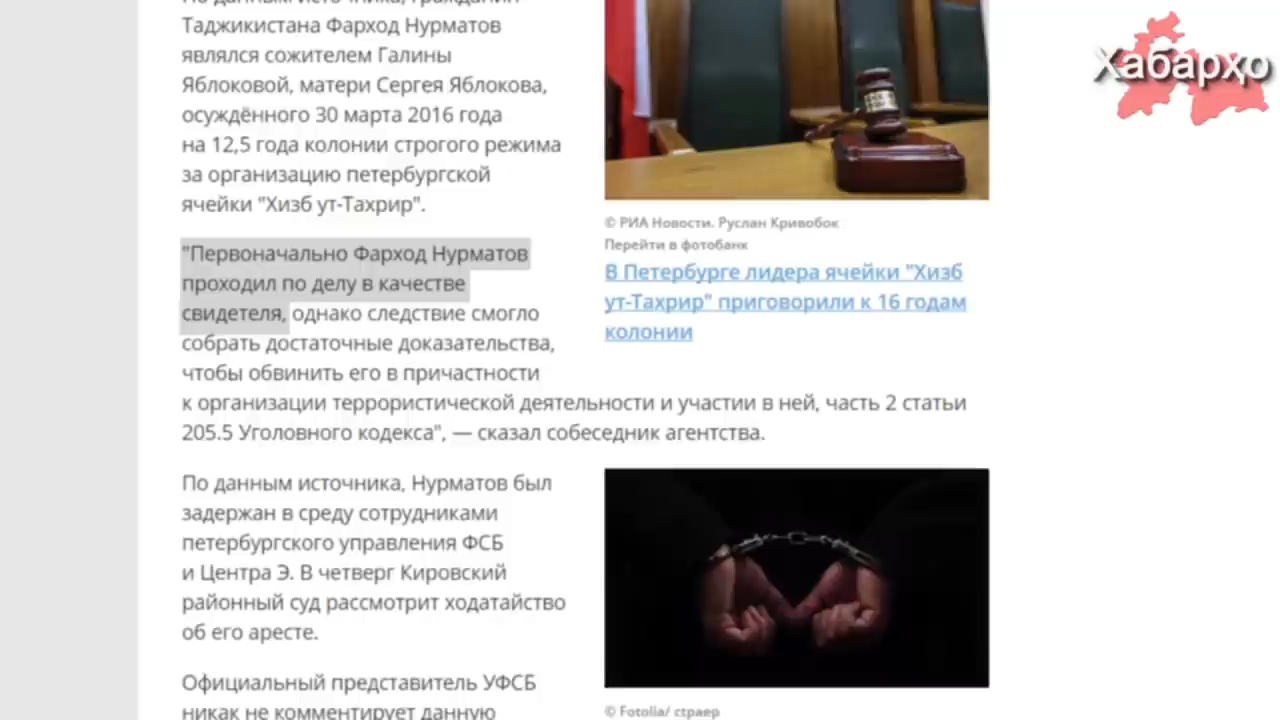 Таджикистана Фарход Нурматов
являлся сожителем Галины
Яблоковой, матери Сергея Яблокова,
осуждённого 30 марта 2016 года
на 12,5 года колонии строгого режима
за организацию петербургской
ячейки "Хизб ут-Тахрир".
"Первоначально Фарход Нурматов
проходил по делу в качестве
свидетеля, однако следствие смогло
собрать достаточные доказательства,
чтобы обвинить его в причастности
к организации террористической деятельности и участии в ней, часть 2 статьи
205.5 Уголовного кодекса", — сказал собеседник агентства.
По данным источника, Нурматов был
задержан в среду сотрудниками
петербургского управления ФСБ
и Центра Э. В четверг Кировский
районный суд рассмотрит ходатайство
об его аресте.
Официальный представитель УФСБ
никак не комментирует данную
© РИА Новости. Руслан Кривобок
Перейти в фотобанк
В Петербурге лидера ячейки "Хизб
ут-Тахрир" приговорили к 16 годам
колонии
© Fotolia/ страер
Хабарҳо